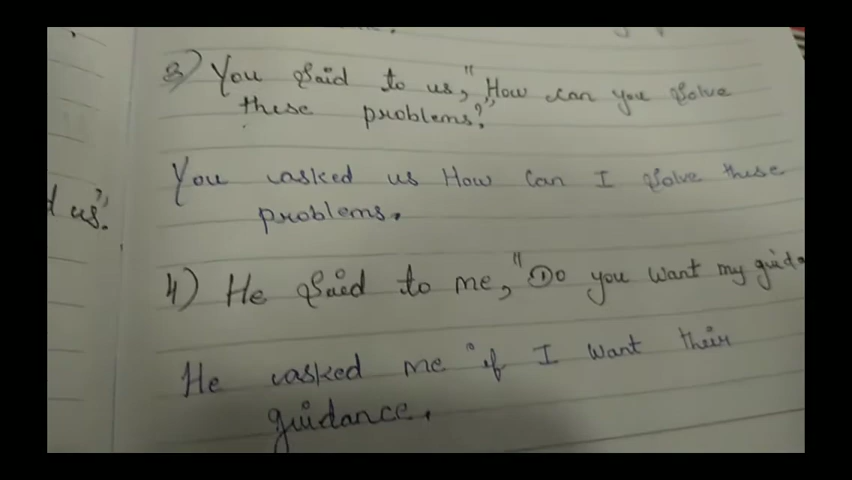 3) You said to us, "How can you solve
these problems?"
You asked us How can I solve these
problems.
d us".
4) He said to me, "Do you want my
He asked me if I want their
guidance.